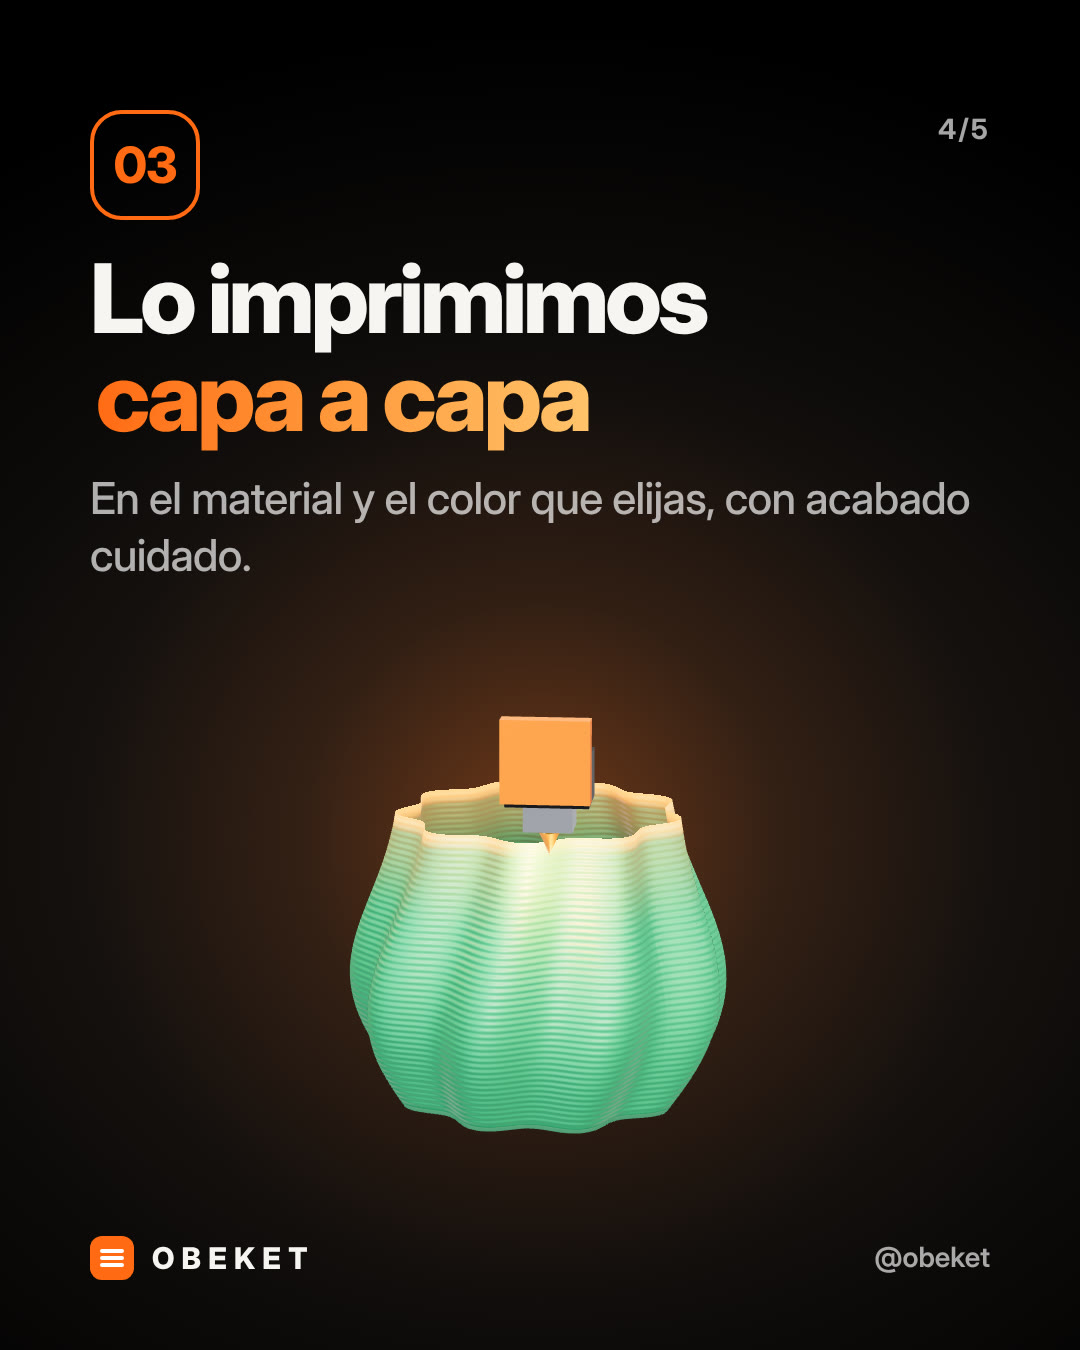 03
4/5
Lo imprimimos
capa a capa
En el material y el color que elijas, con acabado
cuidado.
OBEKET
@obeket